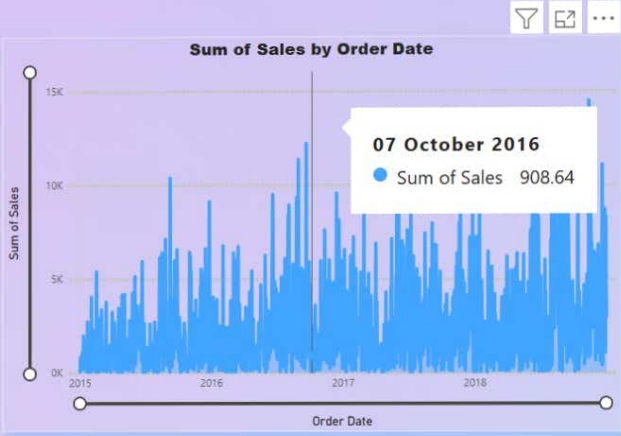 Sum of Sales by Order Date
15K
07 October 2016
Sum of Sales 908.64
10K
Sum of Sales
5K
0K
2015 2016 2017 2018
Order Date